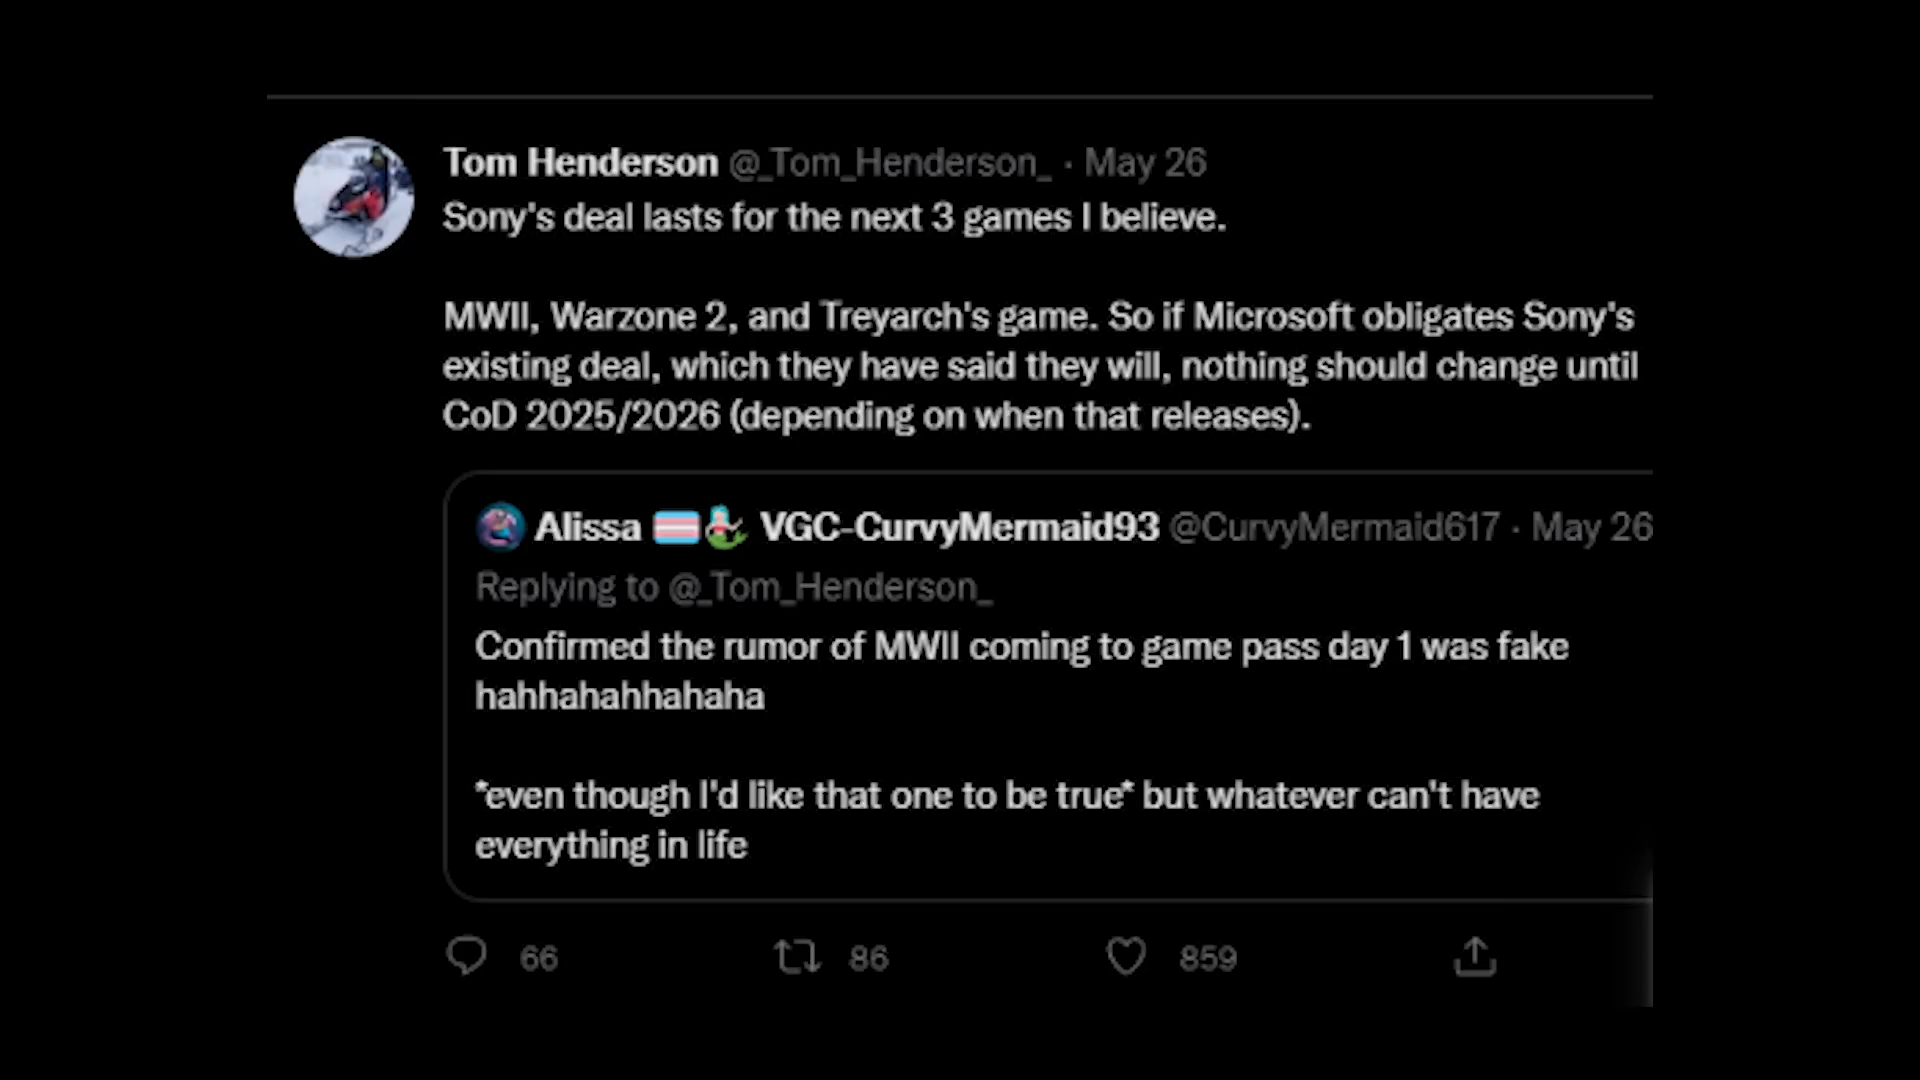 Tom Henderson @_Tom_Henderson_ · May 26
Sony's deal lasts for the next 3 games I believe.
MWII, Warzone 2, and Treyarch's game. So if Microsoft obligates Sony's
existing deal, which they have said they will, nothing should change until
CoD 2025/2026 (depending on when that releases).
Alissa VGC-CurvyMermaid93 @CurvyMermaid617 · May 26
Replying to @_Tom_Henderson_
Confirmed the rumor of MWII coming to game pass day 1 was fake
hahhahahhahaha
*even though I'd like that one to be true* but whatever can't have
everything in life
66 86 859